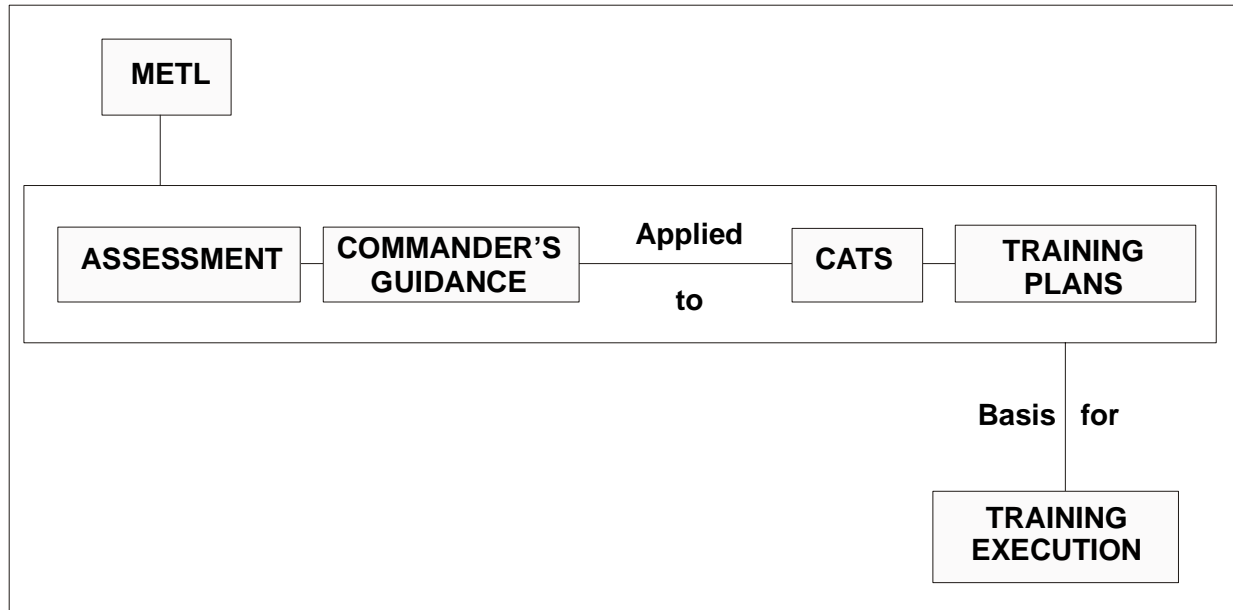 METL
ASSESSMENT
COMMANDER’S
GUIDANCE
Applied
to
CATS
TRAINING
PLANS
Basis for
TRAINING
EXECUTION